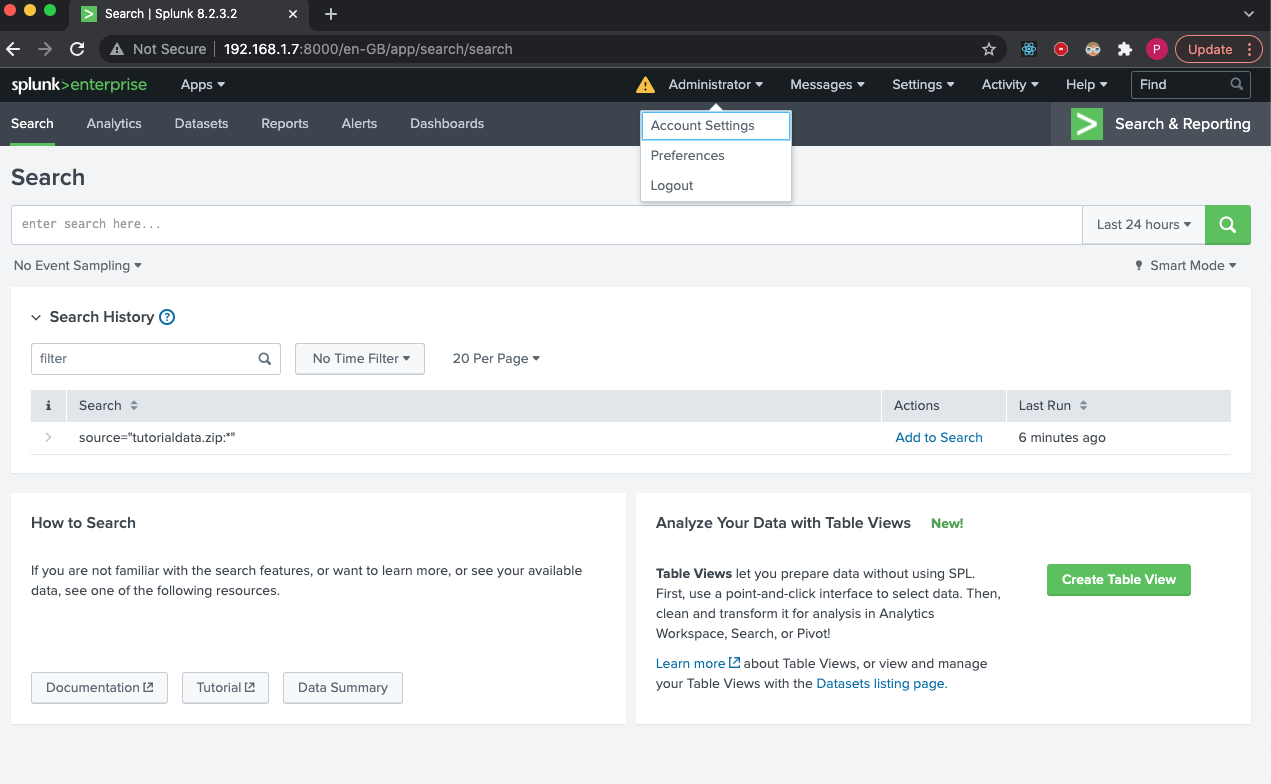 Search | Splunk 8.2.3.2
Not Secure 192.168.1.7:8000/en-GB/app/search/search P Update
splunk>enterprise Apps Administrator Messages Settings Activity Help Find
Search Analytics Datasets Reports Alerts Dashboards Search & Reporting
Account Settings
Preferences
Logout
Search
enter search here... Last 24 hours
No Event Sampling Smart Mode
Search History ?
filter No Time Filter 20 Per Page
i Search Actions Last Run
source="tutorialdata.zip:*" Add to Search 6 minutes ago
How to Search
If you are not familiar with the search features, or want to learn more, or see your available
data, see one of the following resources.
Documentation Tutorial Data Summary
Analyze Your Data with Table Views New!
Table Views let you prepare data without using SPL.
First, use a point-and-click interface to select data. Then,
clean and transform it for analysis in Analytics
Workspace, Search, or Pivot!
Create Table View
Learn more about Table Views, or view and manage
your Table Views with the Datasets listing page.